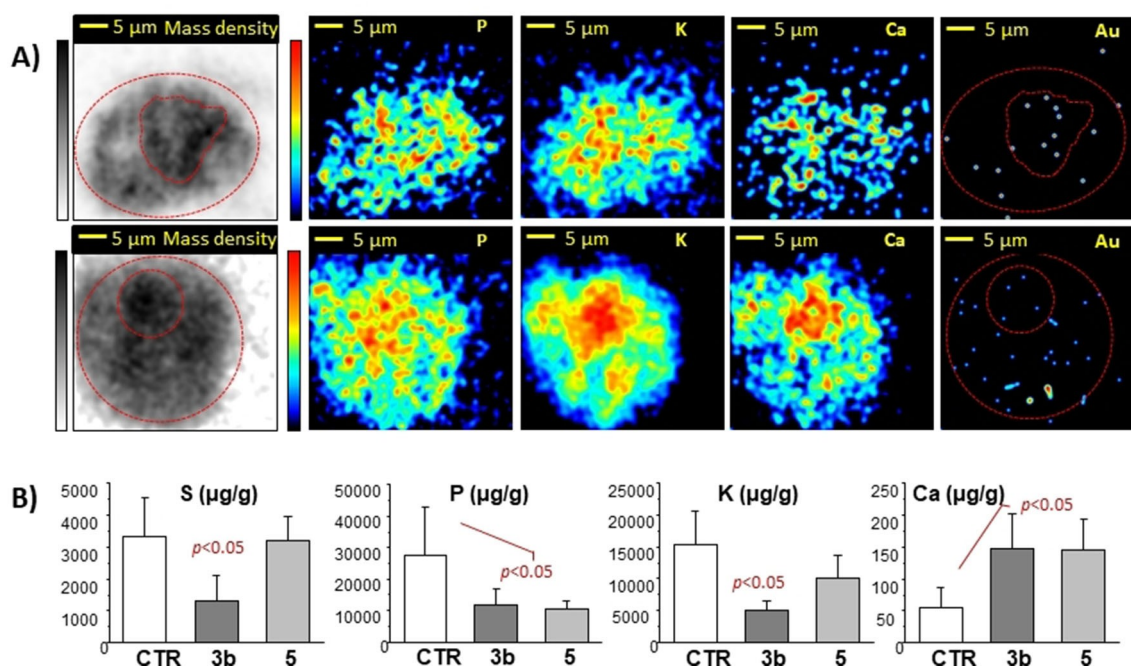 A)
5 µm Mass density
5 µm P
5 µm K
5 µm Ca
5 µm Au
5 µm Mass density
5 µm P
5 µm K
5 µm Ca
5 µm Au
B)
S (µg/g)
5000
4000
3000
2000
1000
0
p<0.05
CTR 3b 5
P (µg/g)
50000
40000
30000
20000
10000
0
p<0.05
CTR 3b 5
K (µg/g)
20000
15000
10000
5000
0
p<0.05
CTR 3b 5
Ca (µg/g)
250
200
150
50
0
p<0.05
CTR 3b 5